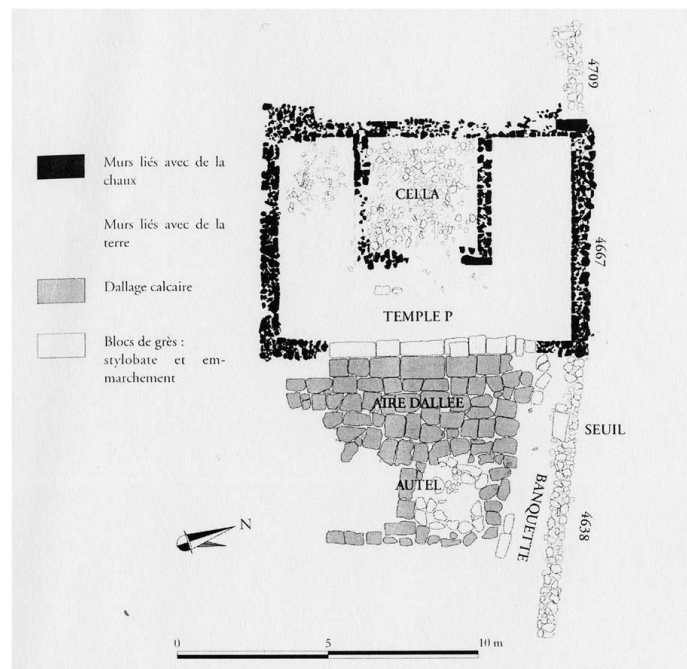 4709
Murs liés avec de la
chaux
CELLA
Murs liés avec de la
terre
4667
Dallage calcaire
TEMPLE P
Blocs de grès :
stylobate et em-
marchement
AIRE DALLEE
SEUIL
AUTEL
BANQUETTE
4638
N
0 5 10 m